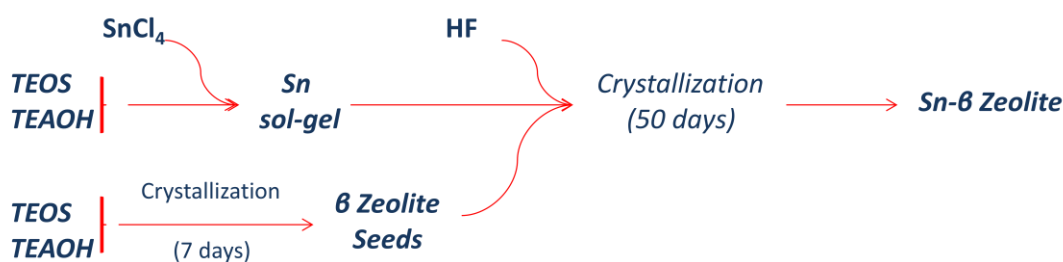 SnCl4
HF
TEOS
TEAOH
Sn
sol-gel
Crystallization
(50 days)
Sn-β Zeolite
TEOS
TEAOH
Crystallization
(7 days)
β Zeolite
Seeds